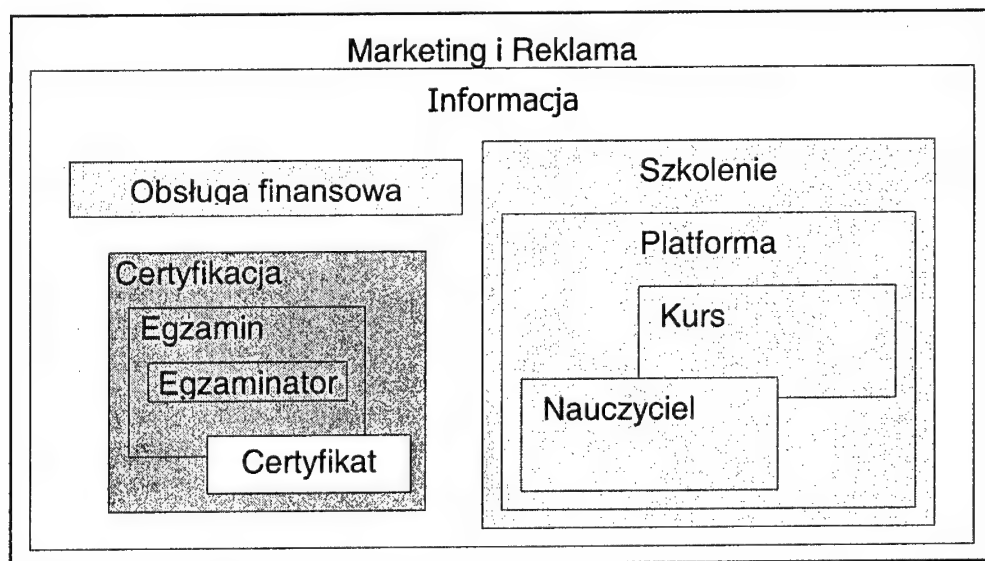 Marketing i Reklama
Informacja
Obsługa finansowa
Certyfikacja
Egzamin
Egzaminator
Certyfikat
Szkolenie
Platforma
Kurs
Nauczyciel